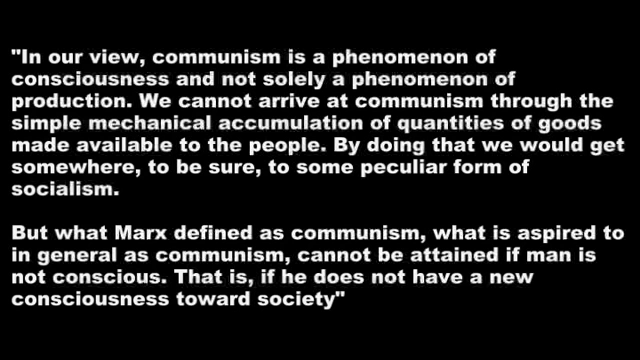 "In our view, communism is a phenomenon of
consciousness and not solely a phenomenon of
production. We cannot arrive at communism through the
simple mechanical accumulation of quantities of goods
made available to the people. By doing that we would get
somewhere, to be sure, to some peculiar form of
socialism.
But what Marx defined as communism, what is aspired to
in general as communism, cannot be attained if man is
not conscious. That is, if he does not have a new
consciousness toward society"